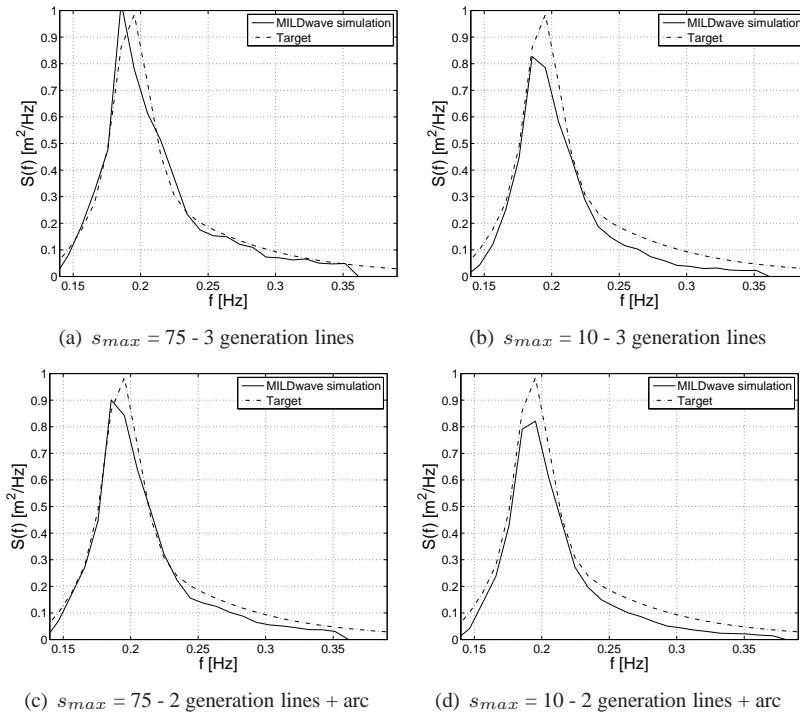 MILDwave simulation
Target
1
0.9
0.8
0.7
0.6
0.5
0.4
0.3
0.2
0.1
0
S(f) [m²/Hz]
0.15 0.2 0.25 0.3 0.35
f [Hz]
(a) s_max = 75 - 3 generation lines
MILDwave simulation
Target
1
0.9
0.8
0.7
0.6
0.5
0.4
0.3
0.2
0.1
0
S(f) [m²/Hz]
0.15 0.2 0.25 0.3 0.35
f [Hz]
(b) s_max = 10 - 3 generation lines
MILDwave simulation
Target
1
0.9
0.8
0.7
0.6
0.5
0.4
0.3
0.2
0.1
0
S(f) [m²/Hz]
0.15 0.2 0.25 0.3 0.35
f [Hz]
(c) s_max = 75 - 2 generation lines + arc
MILDwave simulation
Target
1
0.9
0.8
0.7
0.6
0.5
0.4
0.3
0.2
0.1
0
S(f) [m²/Hz]
0.15 0.2 0.25 0.3 0.35
f [Hz]
(d) s_max = 10 - 2 generation lines + arc